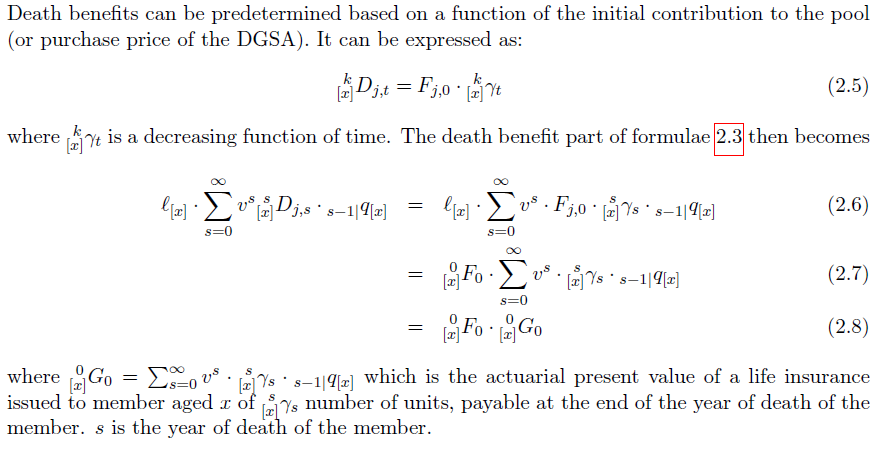 Death benefits can be predetermined based on a function of the initial contribution to the pool
(or purchase price of the DGSA). It can be expressed as:
$^{k}_{[x]}D_{j,t} = F_{j,0} \cdot {}^{k}_{[x]}\gamma_t$ (2.5)
where $^{k}_{[x]}\gamma_t$ is a decreasing function of time. The death benefit part of formulae 2.3 then becomes
$\ell_{[x]} \cdot \sum_{s=0}^{\infty} v^s {}^{s}_{[x]}D_{j,s} \cdot {}_{s-1|}q_{[x]} = \ell_{[x]} \cdot \sum_{s=0}^{\infty} v^s \cdot F_{j,0} \cdot {}^{s}_{[x]}\gamma_s \cdot {}_{s-1|}q_{[x]}$ (2.6)
$= {}^{0}_{[x]}F_0 \cdot \sum_{s=0}^{\infty} v^s \cdot {}^{s}_{[x]}\gamma_s \cdot {}_{s-1|}q_{[x]}$ (2.7)
$= {}^{0}_{[x]}F_0 \cdot {}^{0}_{[x]}G_0$ (2.8)
where $^{0}_{[x]}G_0 = \sum_{s=0}^{\infty} v^s \cdot {}^{s}_{[x]}\gamma_s \cdot {}_{s-1|}q_{[x]}$ which is the actuarial present value of a life insurance
issued to member aged $x$ of $^{s}_{[x]}\gamma_s$ number of units, payable at the end of the year of death of the
member. $s$ is the year of death of the member.